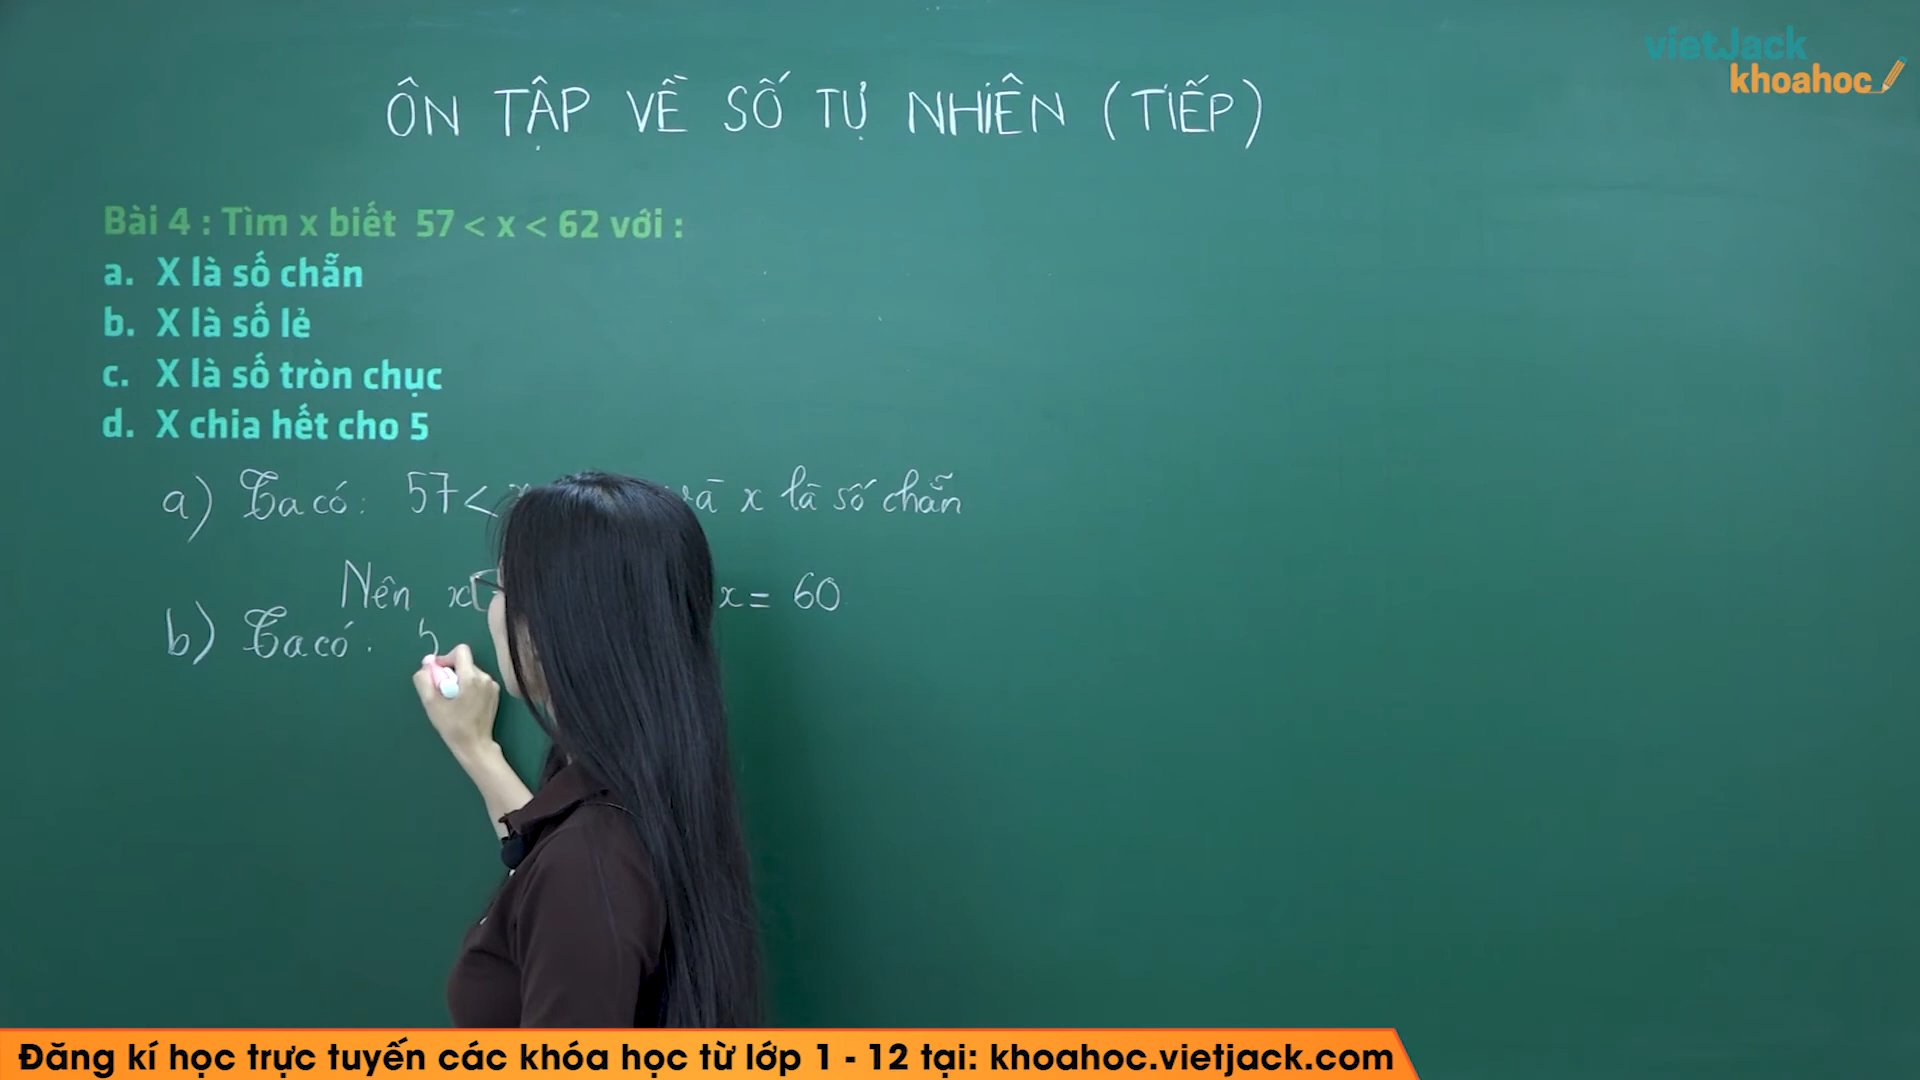 vietJack
khoahoc
ÔN TẬP VỀ SỐ TỰ NHIÊN (TIẾP)
Bài 4 : Tìm x biết 57 < x < 62 với :
a. X là số chẵn
b. X là số lẻ
c. X là số tròn chục
d. X chia hết cho 5
a) Ta có: 57 < và x là số chẵn
Nên x x = 60
b) Ta có: 5
Đăng kí học trực tuyến các khóa học từ lớp 1 - 12 tại: khoahoc.vietjack.com